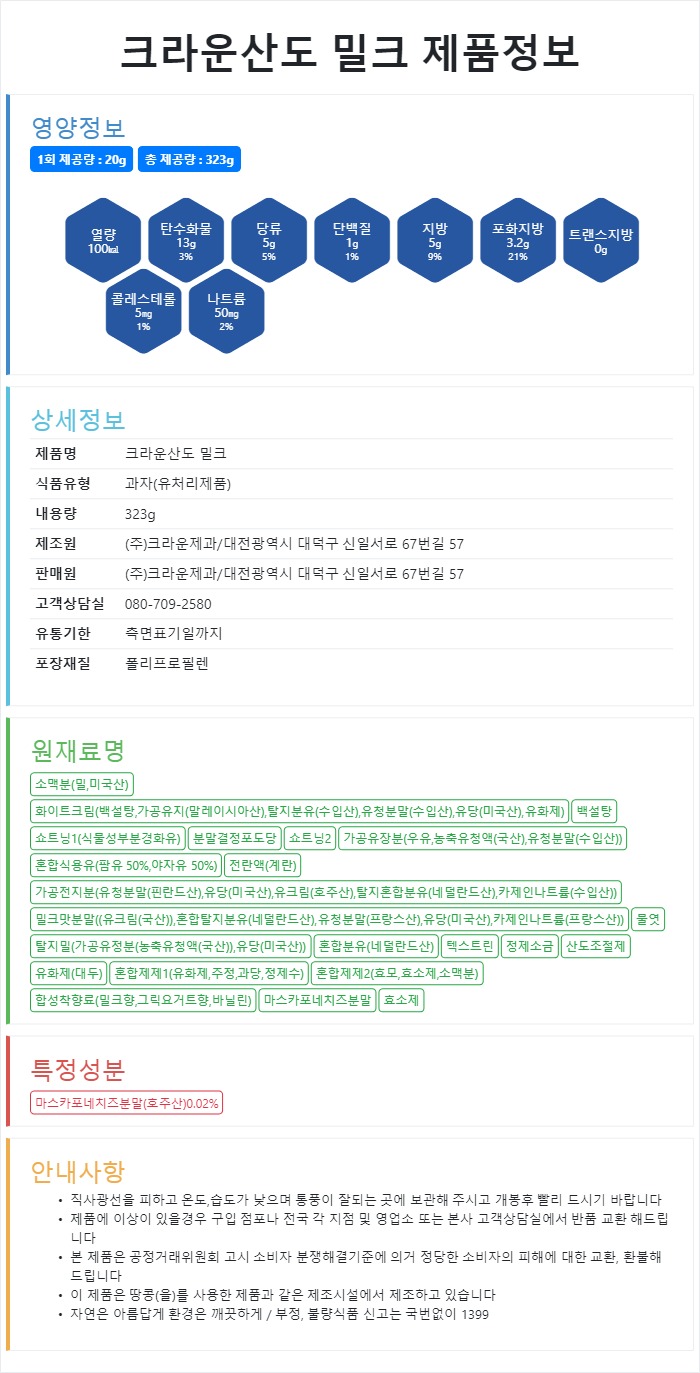 크라운산도 밀크 제품정보
영양정보
1회 제공량 : 20g 총 제공량 : 323g
열량
100㎉
탄수화물
13g
3%
당류
5g
5%
단백질
1g
1%
지방
5g
9%
포화지방
3.2g
21%
트랜스지방
0g
콜레스테롤
5㎎
1%
나트륨
50㎎
2%
상세정보
제품명 크라운산도 밀크
식품유형 과자(유처리제품)
내용량 323g
제조원 (주)크라운제과/대전광역시 대덕구 신일서로 67번길 57
판매원 (주)크라운제과/대전광역시 대덕구 신일서로 67번길 57
고객상담실 080-709-2580
유통기한 측면표기일까지
포장재질 폴리프로필렌
원재료명
소맥분(밀,미국산)
화이트크림(백설탕,가공유지(말레이시아산),탈지분유(수입산),유청분말(수입산),유당(미국산),유화제) 백설탕
쇼트닝1(식물성부분경화유) 분말결정포도당 쇼트닝2 가공유장분(우유,농축유청액(국산),유청분말(수입산))
혼합식용유(팜유 50%,야자유 50%) 전란액(계란)
가공전지분(유청분말(핀란드산),유당(미국산),유크림(호주산),탈지혼합분유(네덜란드산),카제인나트륨(수입산))
밀크맛분말((유크림(국산)),혼합탈지분유(네덜란드산),유청분말(프랑스산),유당(미국산),카제인나트륨(프랑스산)) 물엿
탈지밀(가공유청분(농축유청액(국산)),유당(미국산)) 혼합분유(네덜란드산) 텍스트린 정제소금 산도조절제
유화제(대두) 혼합제제1(유화제,주정,과당,정제수) 혼합제제2(효모,효소제,소맥분)
합성착향료(밀크향,그릭요거트향,바닐린) 마스카포네치즈분말 효소제
특정성분
마스카포네치즈분말(호주산)0.02%
안내사항
• 직사광선을 피하고 온도,습도가 낮으며 통풍이 잘되는 곳에 보관해 주시고 개봉후 빨리 드시기 바랍니다
• 제품에 이상이 있을경우 구입 점포나 전국 각 지점 및 영업소 또는 본사 고객상담실에서 반품 교환 해드립
니다
• 본 제품은 공정거래위원회 고시 소비자 분쟁해결기준에 의거 정당한 소비자의 피해에 대한 교환, 환불해
드립니다
• 이 제품은 땅콩(을)를 사용한 제품과 같은 제조시설에서 제조하고 있습니다
• 자연은 아름답게 환경은 깨끗하게 / 부정, 불량식품 신고는 국번없이 1399